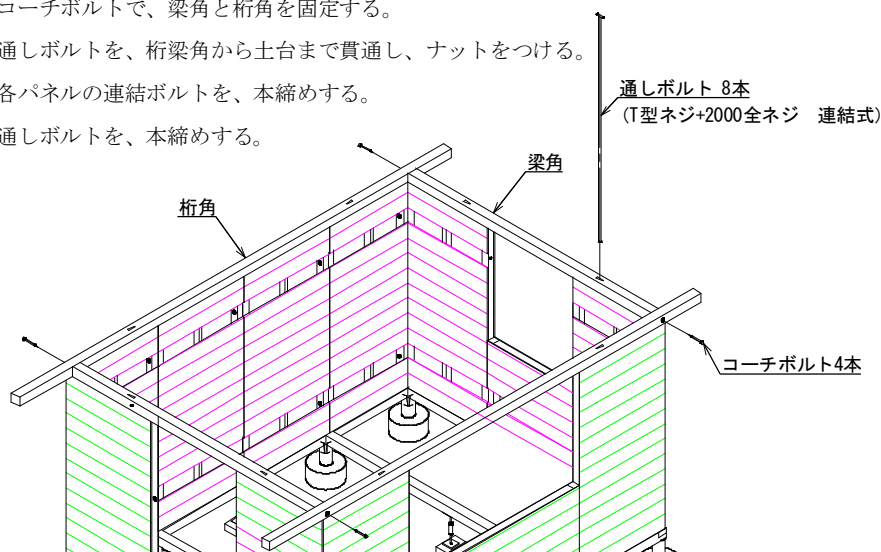 コーチボルトで、梁角と桁角を固定する。
通しボルトを、桁梁角から土台まで貫通し、ナットをつける。
各パネルの連結ボルトを、本締めする。
通しボルトを、本締めする。
通しボルト 8本
(T型ネジ+2000全ネジ　連結式)
梁角
桁角
コーチボルト4本